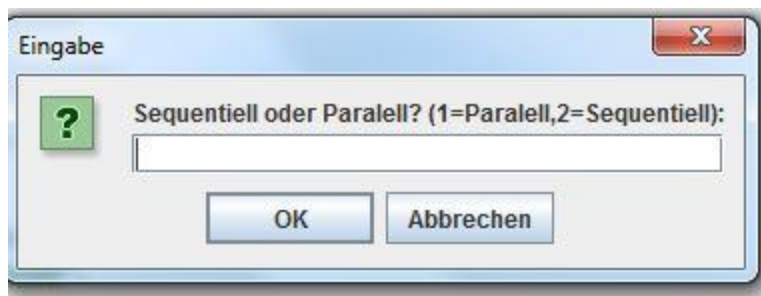 Eingabe
Sequentiell oder Paralell? (1=Paralell,2=Sequentiell):
OK
Abbrechen